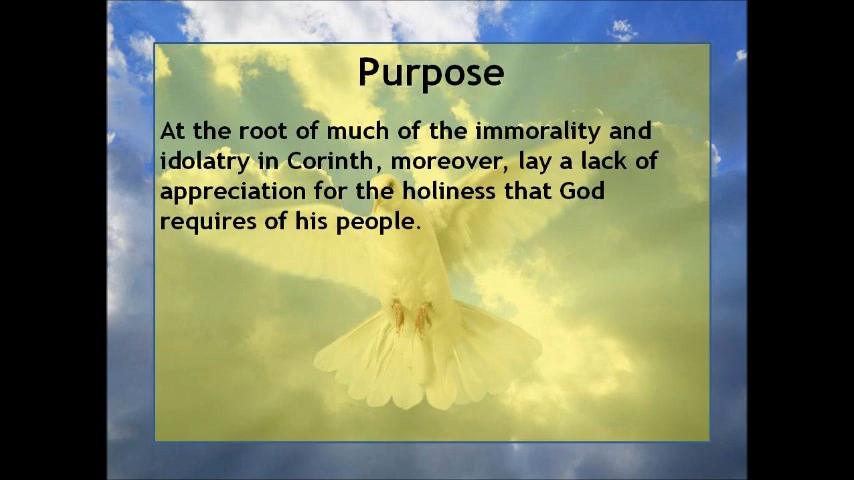 Purpose
At the root of much of the immorality and
idolatry in Corinth, moreover, lay a lack of
appreciation for the holiness that God
requires of his people.